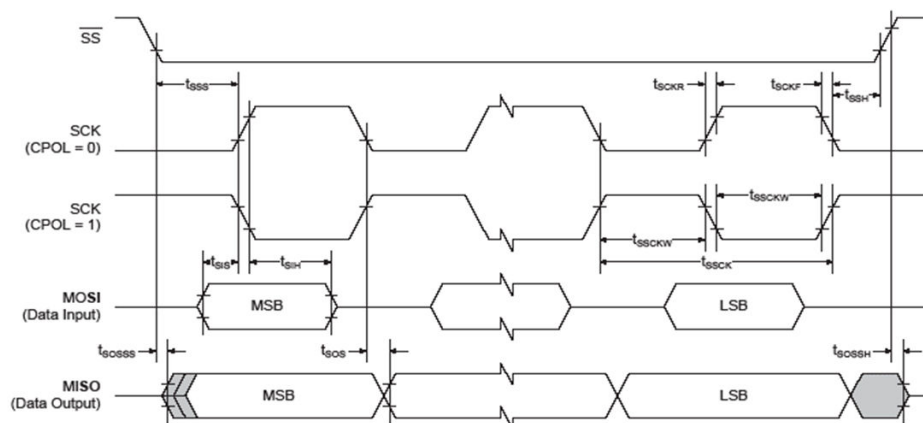 SS
tSSS
tSCKR
tSCKF
tSSH
SCK
(CPOL = 0)
SCK
(CPOL = 1)
tSSCKW
tSSCKW
tSSCK
tSIS
tSIH
MOSI
(Data Input)
MSB
LSB
tSOSSS
tSOS
tSOSSH
MISO
(Data Output)
MSB
LSB